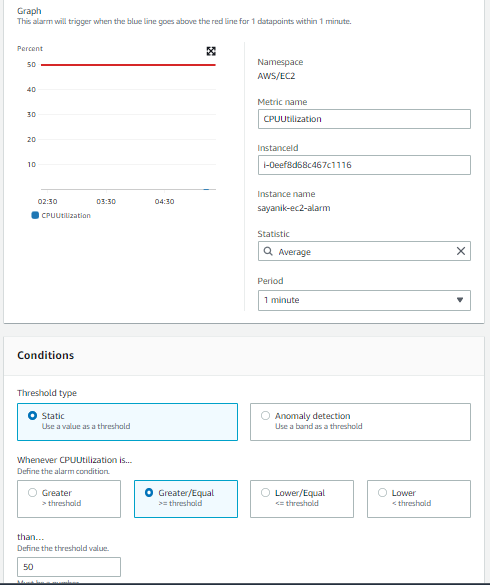 Graph
This alarm will trigger when the blue line goes above the red line for 1 datapoints within 1 minute.
Percent
50
40
30
20
10
02:30 03:30 04:30
CPUUtilization
Namespace
AWS/EC2
Metric name
CPUUtilization
InstanceId
i-0eef8d68c467c1116
Instance name
sayanik-ec2-alarm
Statistic
Average
Period
1 minute
Conditions
Threshold type
Static
Use a value as a threshold
Anomaly detection
Use a band as a threshold
Whenever CPUUtilization is...
Define the alarm condition.
Greater
> threshold
Greater/Equal
>= threshold
Lower/Equal
<= threshold
Lower
< threshold
than...
Define the threshold value.
50
Must be a number